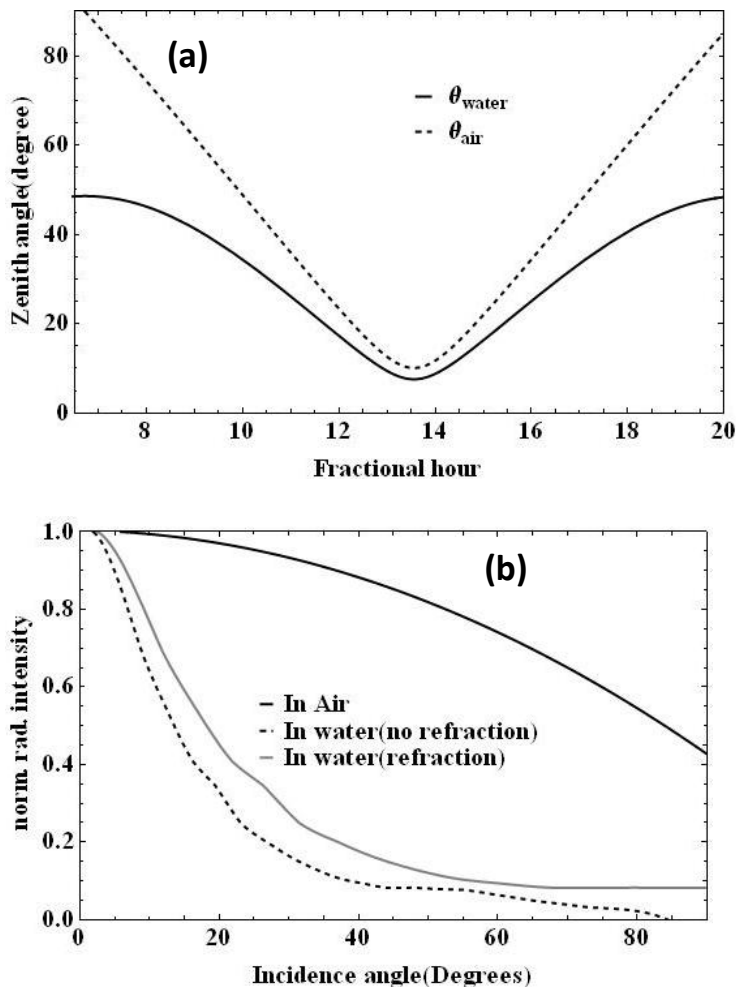 (a)
80
60
40
20
0
Zenith angle(degree)
θwater
θair
8 10 12 14 16 18 20
Fractional hour
(b)
1.0
0.8
0.6
0.4
0.2
0.0
norm. rad. intensity
In Air
In water(no refraction)
In water(refraction)
0 20 40 60 80
Incidence angle(Degrees)